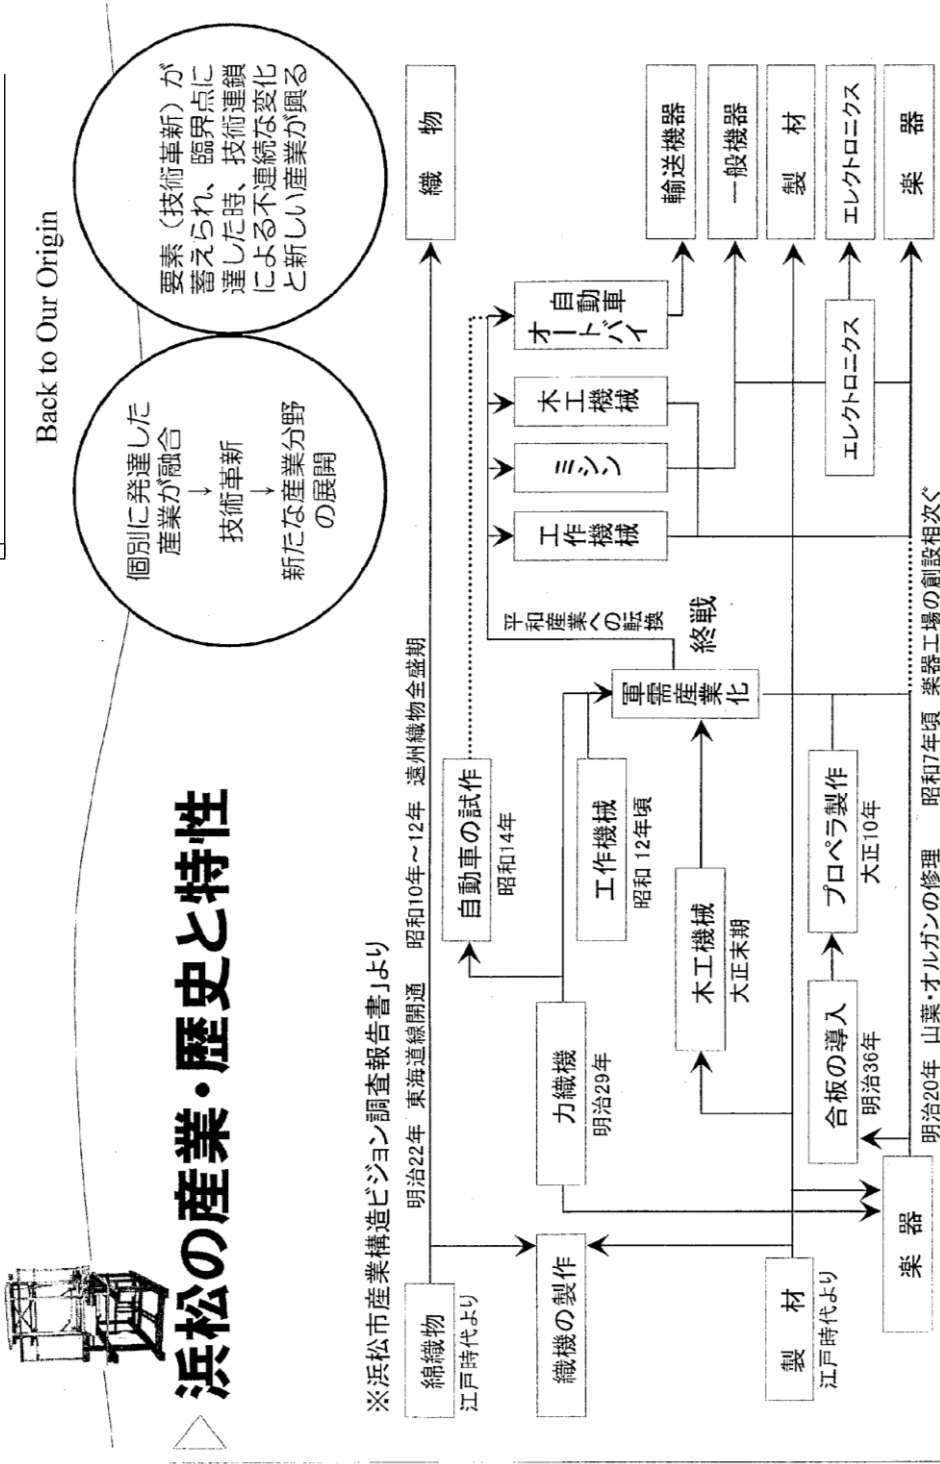 Back to Our Origin
浜松の産業・歴史と特性
個別に発達した
産業が融合
↓
技術革新
↓
新たな産業分野
の展開
要素（技術革新）が
蓄えられ、臨界点に
達した時、技術連鎖
による不連続な変化
と新しい産業が興る
※浜松市産業構造ビジョン調査報告書」より
明治22年 東海道線開通 昭和10年～12年 遠州織物全盛期
綿織物
江戸時代より
織物
自動車の試作
昭和14年
織機の製作
力織機
明治29年
工作機械
昭和12年頃
平和産業への転換
終戦
軍需産業化
工作機械
ミシン
木工機械
自動車
オートバイ
輸送機器
木工機械
大正末期
一般機器
製材
江戸時代より
製材
合板の導入
明治36年
プロペラ製作
大正10年
エレクトロニクス
エレクトロニクス
楽器
楽器
明治20年 山葉・オルガンの修理 昭和7年頃 楽器工場の創設相次ぐ